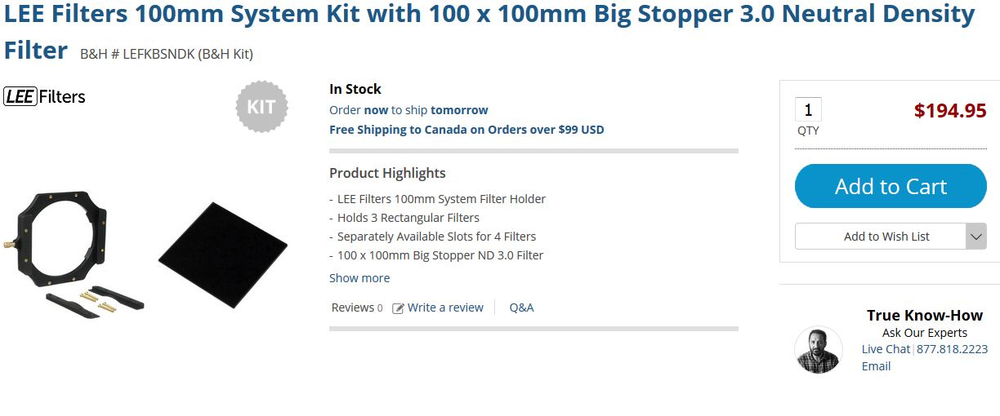 LEE Filters 100mm System Kit with 100 x 100mm Big Stopper 3.0 Neutral Density
Filter B&H # LEFKBSNDK (B&H Kit)
LEE Filters
KIT
In Stock
Order now to ship tomorrow
Free Shipping to Canada on Orders over $99 USD
Product Highlights
- LEE Filters 100mm System Filter Holder
- Holds 3 Rectangular Filters
- Separately Available Slots for 4 Filters
- 100 x 100mm Big Stopper ND 3.0 Filter
Show more
Reviews 0 Write a review Q&A
1 $194.95
QTY
Add to Cart
Add to Wish List
True Know-How
Ask Our Experts
Live Chat | 877.818.2223
Email